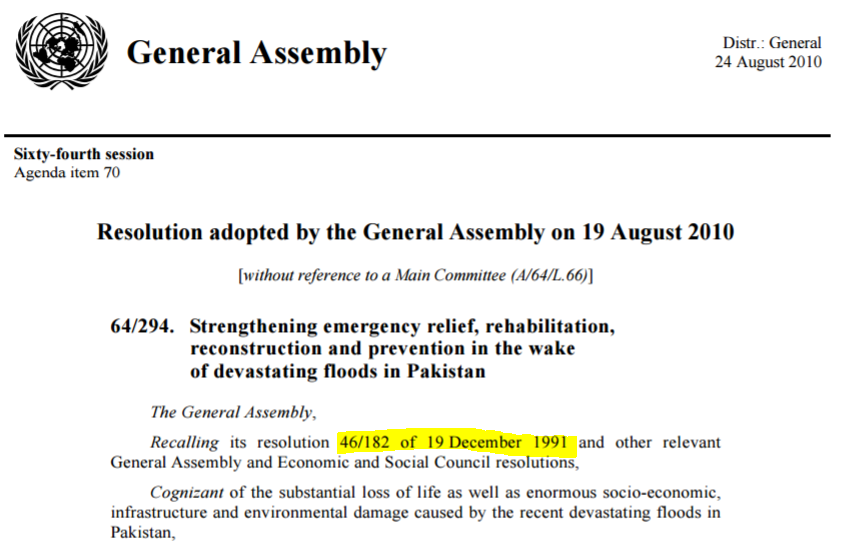 General Assembly
Distr.: General
24 August 2010
Sixty-fourth session
Agenda item 70
Resolution adopted by the General Assembly on 19 August 2010
[without reference to a Main Committee (A/64/L.66)]
64/294. Strengthening emergency relief, rehabilitation,
reconstruction and prevention in the wake
of devastating floods in Pakistan
The General Assembly,
Recalling its resolution 46/182 of 19 December 1991 and other relevant
General Assembly and Economic and Social Council resolutions,
Cognizant of the substantial loss of life as well as enormous socio-economic,
infrastructure and environmental damage caused by the recent devastating floods in
Pakistan,